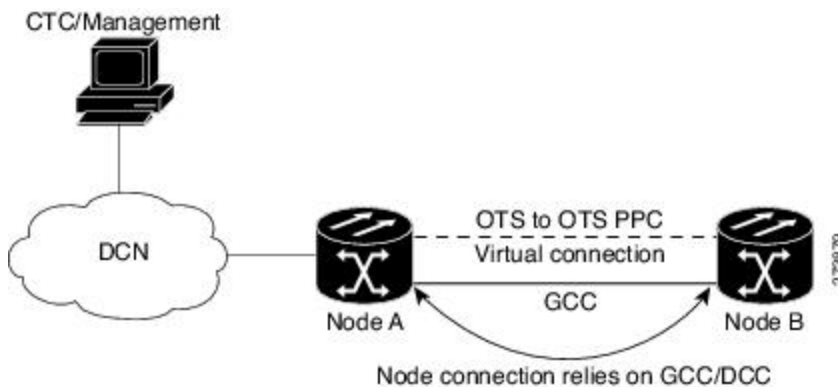 CTC/Management
DCN
OTS to OTS PPC
Virtual connection
GCC
Node A
Node B
Node connection relies on GCC/DCC